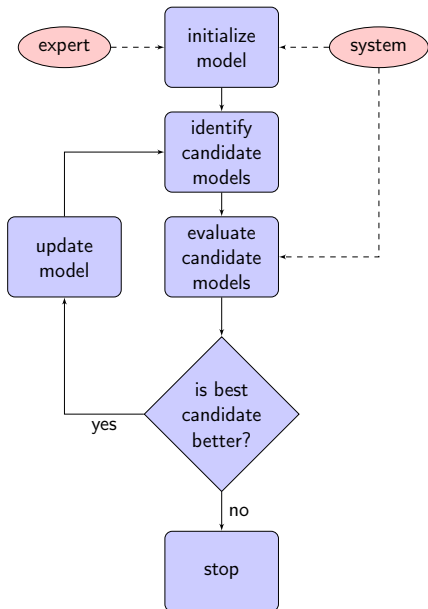 expert
initialize
model
system
identify
candidate
models
update
model
evaluate
candidate
models
is best
candidate
better?
yes
no
stop